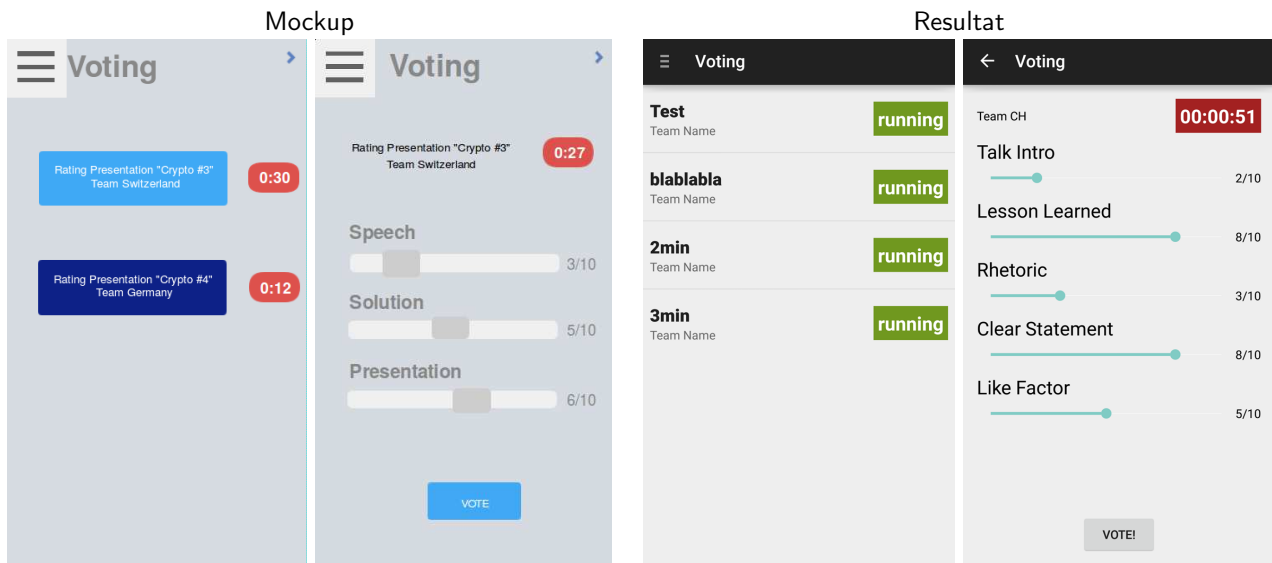 Mockup
Voting
Rating Presentation "Crypto #3"
Team Switzerland
0:30
Rating Presentation "Crypto #4"
Team Germany
0:12
Voting
Rating Presentation "Crypto #3"
Team Switzerland
0:27
Speech
3/10
Solution
5/10
Presentation
6/10
VOTE
Resultat
Voting
Test
Team Name
running
blablabla
Team Name
running
2min
Team Name
running
3min
Team Name
running
Voting
Team CH
00:00:51
Talk Intro
2/10
Lesson Learned
8/10
Rhetoric
3/10
Clear Statement
8/10
Like Factor
5/10
VOTE!